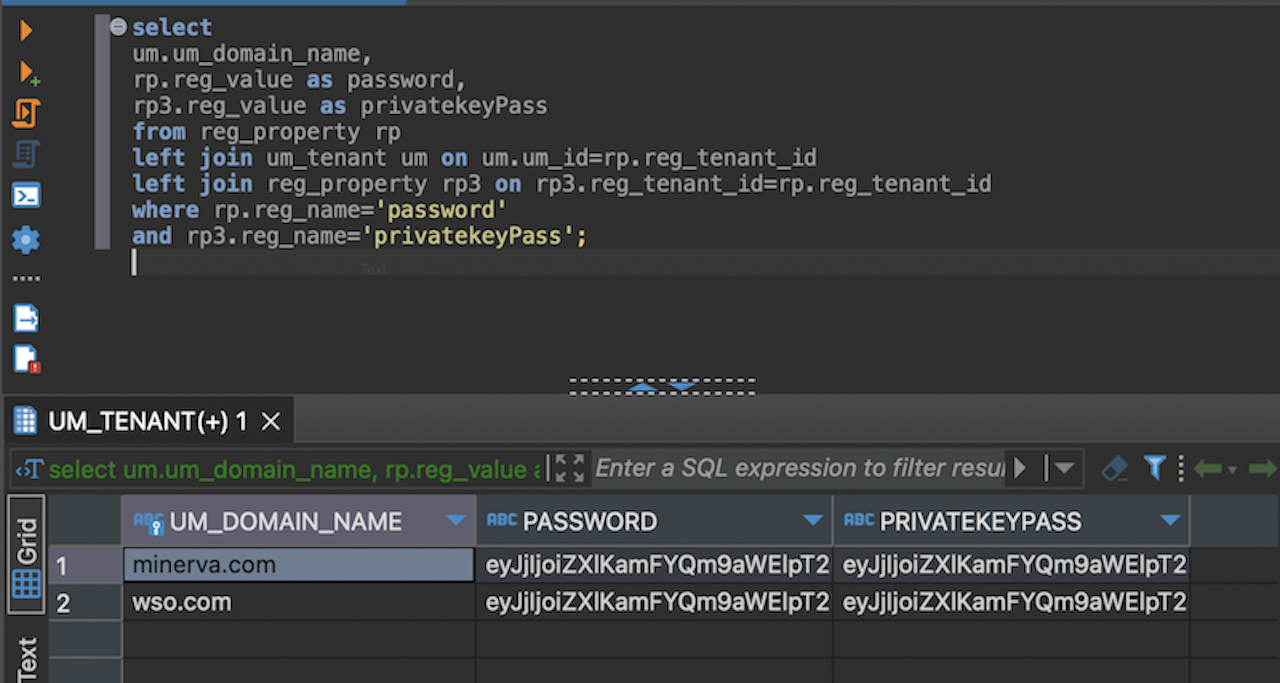 select
um.um_domain_name,
rp.reg_value as password,
rp3.reg_value as privatekeyPass
from reg_property rp
left join um_tenant um on um.um_id=rp.reg_tenant_id
left join reg_property rp3 on rp3.reg_tenant_id=rp.reg_tenant_id
where rp.reg_name='password'
and rp3.reg_name='privatekeyPass';
Text
UM_TENANT(+) 1
select um.um_domain_name, rp.reg_value a
Enter a SQL expression to filter resu
Grid
ABC UM_DOMAIN_NAME ABC PASSWORD ABC PRIVATEKEYPASS
1 minerva.com eyJjIjoiZXlKamFYQm9aWElpT2 eyJjIjoiZXlKamFYQm9aWElpT2
2 wso.com eyJjIjoiZXlKamFYQm9aWElpT2 eyJjIjoiZXlKamFYQm9aWElpT2
Text